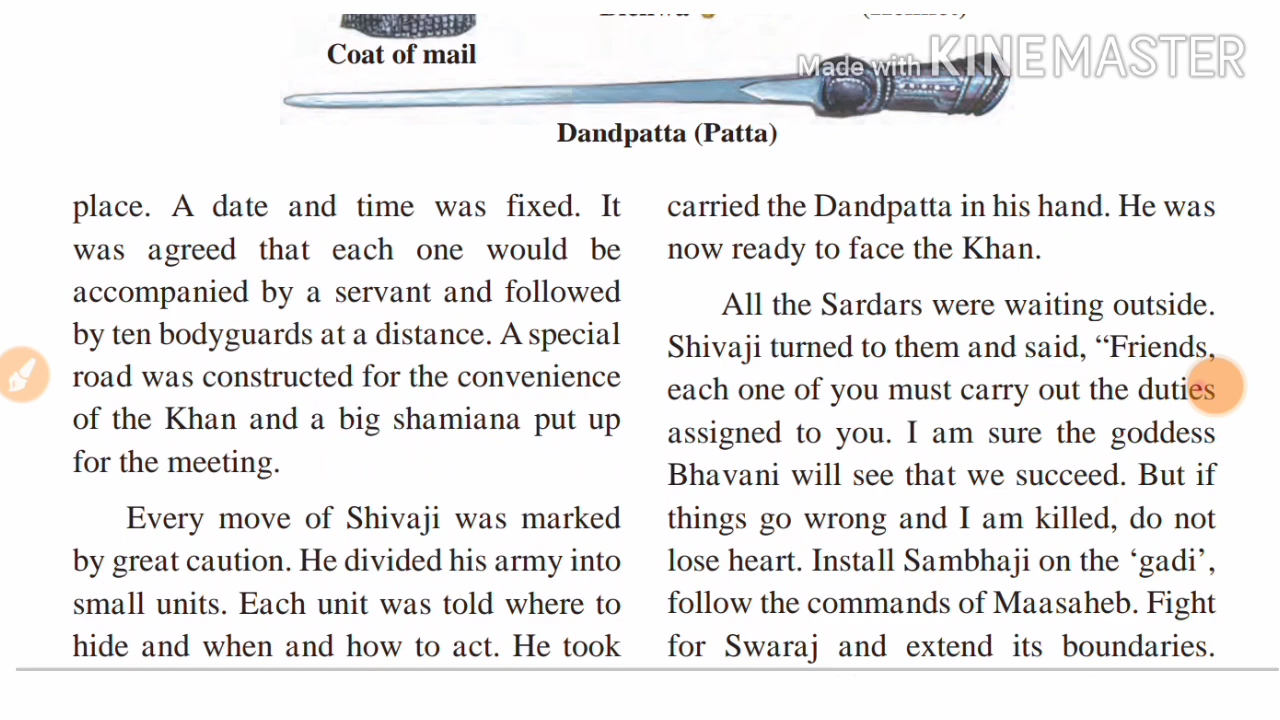 Coat of mail
Made with KINEMASTER
Dandpatta (Patta)
place. A date and time was fixed. It
was agreed that each one would be
accompanied by a servant and followed
by ten bodyguards at a distance. A special
road was constructed for the convenience
of the Khan and a big shamiana put up
for the meeting.
Every move of Shivaji was marked
by great caution. He divided his army into
small units. Each unit was told where to
hide and when and how to act. He took
carried the Dandpatta in his hand. He was
now ready to face the Khan.
All the Sardars were waiting outside.
Shivaji turned to them and said, “Friends,
each one of you must carry out the duties
assigned to you. I am sure the goddess
Bhavani will see that we succeed. But if
things go wrong and I am killed, do not
lose heart. Install Sambhaji on the ‘gadi’,
follow the commands of Maasaheb. Fight
for Swaraj and extend its boundaries.